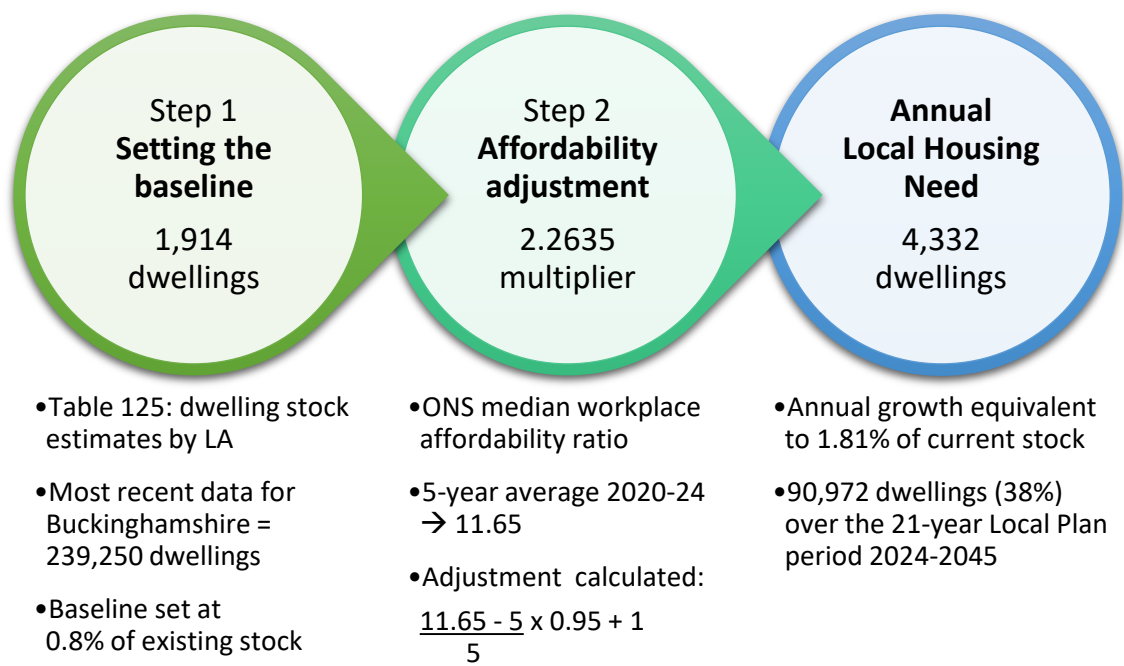 Step 1
Setting the
baseline
1,914
dwellings
•Table 125: dwelling stock
estimates by LA
•Most recent data for
Buckinghamshire =
239,250 dwellings
•Baseline set at
0.8% of existing stock
Step 2
Affordability
adjustment
2.2635
multiplier
•ONS median workplace
affordability ratio
•5-year average 2020-24
→ 11.65
•Adjustment calculated:
11.65 - 5 x 0.95 + 1
5
Annual
Local Housing
Need
4,332
dwellings
•Annual growth equivalent
to 1.81% of current stock
•90,972 dwellings (38%)
over the 21-year Local Plan
period 2024-2045